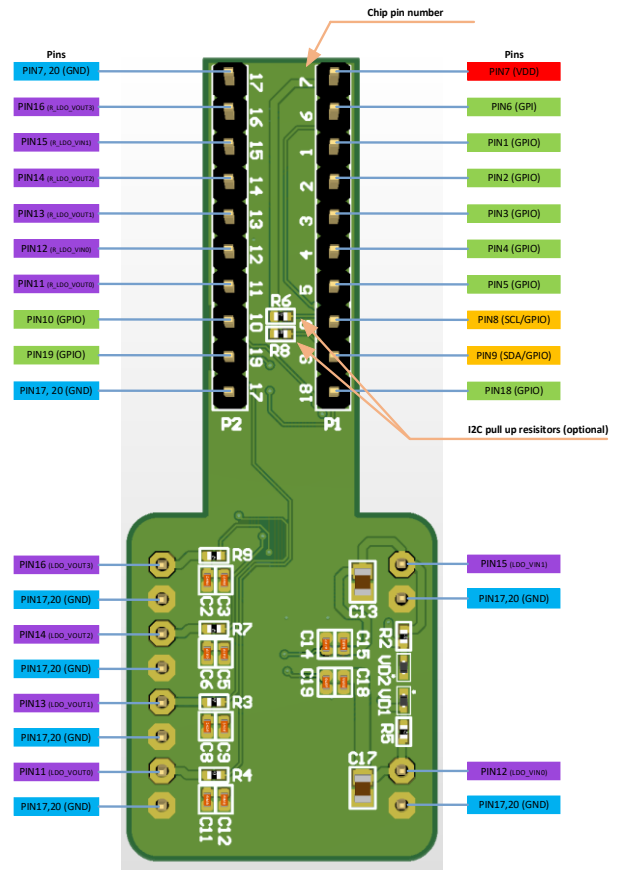 Chip pin number
Pins
Pins
PIN7, 20 (GND)
17
7
PIN7 (VDD)
PIN16 (R_LDO_VOUT3)
16
6
PIN6 (GPI)
PIN15 (R_LDO_VIN1)
15
1
PIN1 (GPIO)
PIN14 (R_LDO_VOUT2)
14
2
PIN2 (GPIO)
PIN13 (R_LDO_VOUT1)
13
3
PIN3 (GPIO)
PIN12 (R_LDO_VIN0)
12
4
PIN4 (GPIO)
PIN11 (R_LDO_VOUT0)
11
5
PIN5 (GPIO)
R6
PIN10 (GPIO)
10
PIN8 (SCL/GPIO)
R8
PIN19 (GPIO)
19
9
PIN9 (SDA/GPIO)
PIN17, 20 (GND)
17
18
PIN18 (GPIO)
P2
P1
I2C pull up resisitors (optional)
PIN16 (LDO_VOUT3)
R9
PIN15 (LDO_VIN1)
PIN17,20 (GND)
C2
C3
C13
PIN17,20 (GND)
PIN14 (LDO_VOUT2)
R7
C14
C15
R2
PIN17,20 (GND)
C6
C5
C19
C18
VD2
VD1
PIN13 (LDO_VOUT1)
R3
R5
PIN17,20 (GND)
C8
C9
C17
PIN11 (LDO_VOUT0)
R4
PIN12 (LDO_VIN0)
PIN17,20 (GND)
C11
C12
PIN17,20 (GND)